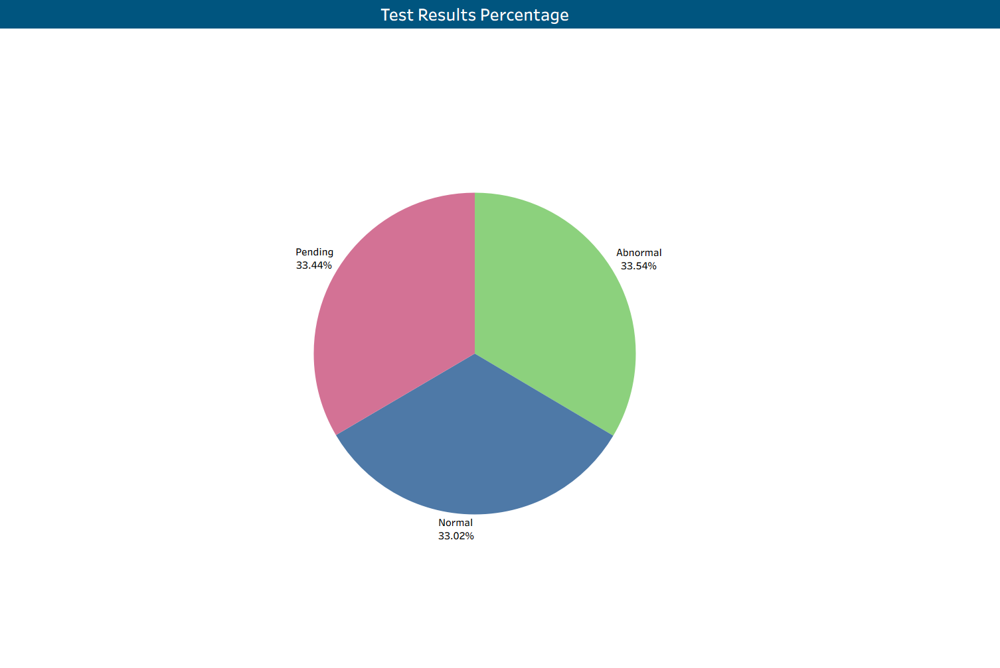 Test Results Percentage
Pending
33.44%
Abnormal
33.54%
Normal
33.02%